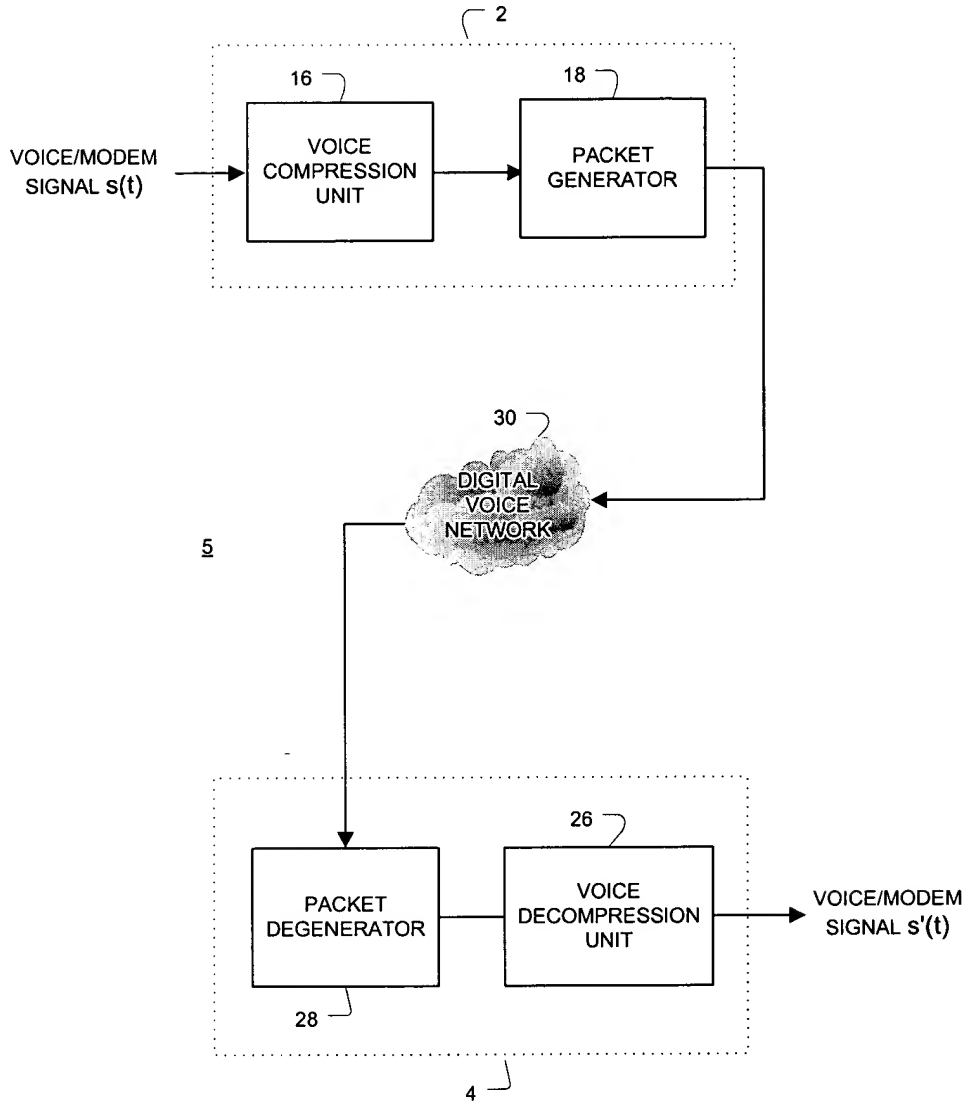 2
16
18
VOICE/MODEM
SIGNAL s(t)
VOICE
COMPRESSION
UNIT
PACKET
GENERATOR
30
DIGITAL
VOICE
NETWORK
5
26
PACKET
DEGENERATOR
VOICE
DECOMPRESSION
UNIT
VOICE/MODEM
SIGNAL s'(t)
28
4